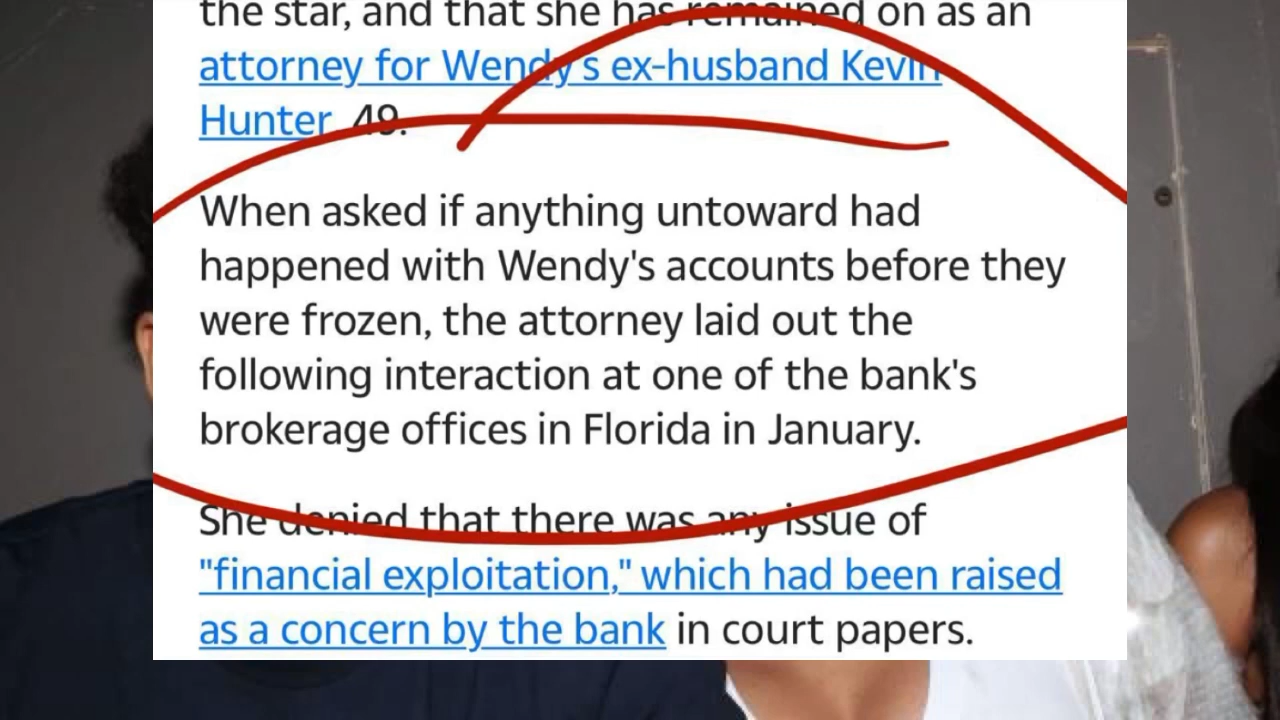 the star, and that she has remained on as an
attorney for Wendy's ex-husband Kevin
Hunter, 49.
When asked if anything untoward had
happened with Wendy's accounts before they
were frozen, the attorney laid out the
following interaction at one of the bank's
brokerage offices in Florida in January.
She denied that there was any issue of
"financial exploitation," which had been raised
as a concern by the bank in court papers.